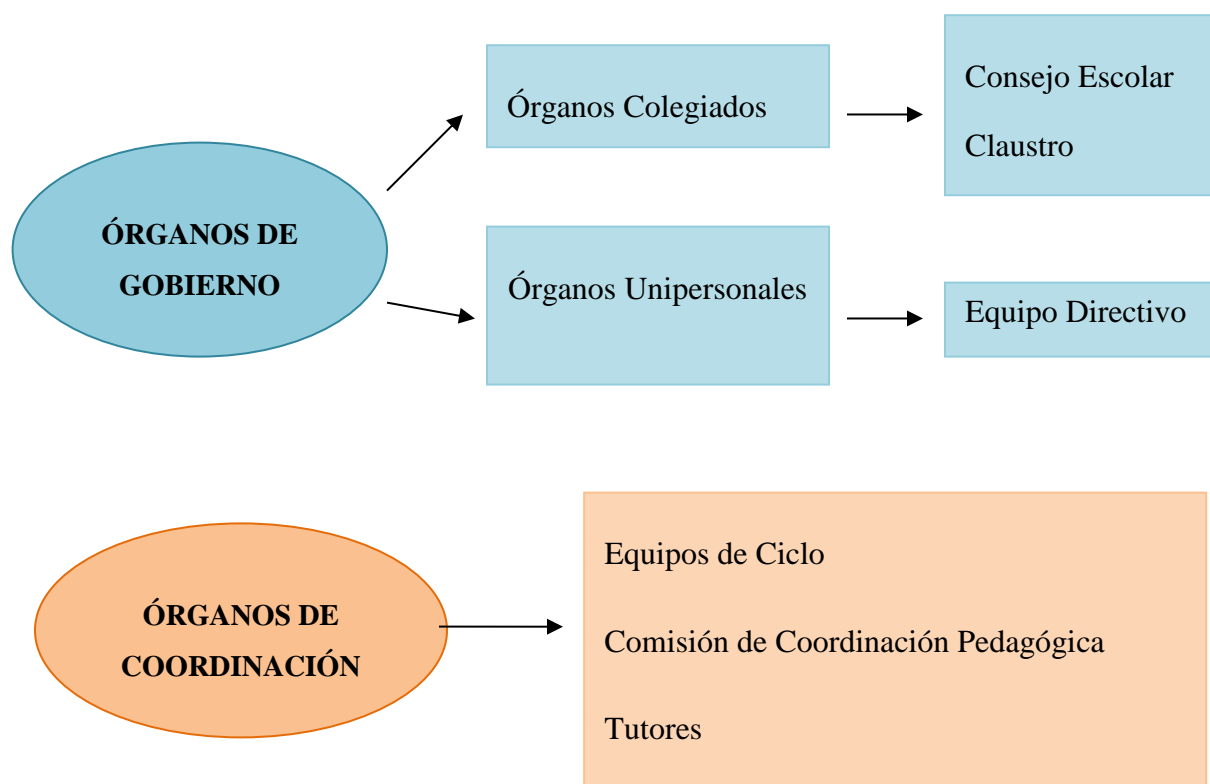 ÓRGANOS DE
GOBIERNO
Órganos Colegiados
Consejo Escolar
Claustro
Órganos Unipersonales
Equipo Directivo
ÓRGANOS DE
COORDINACIÓN
Equipos de Ciclo
Comisión de Coordinación Pedagógica
Tutores